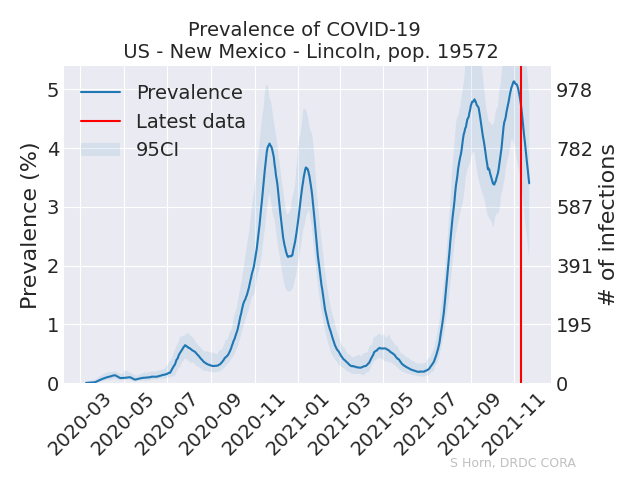 Prevalence of COVID-19
US - New Mexico - Lincoln, pop. 19572
Prevalence
Latest data
95CI
Prevalence (%)
5
4
3
2
1
0
978
782
587
391
195
0
# of infections
2020-03
2020-05
2020-07
2020-09
2020-11
2021-01
2021-03
2021-05
2021-07
2021-09
2021-11
S Horn, DRDC CORA